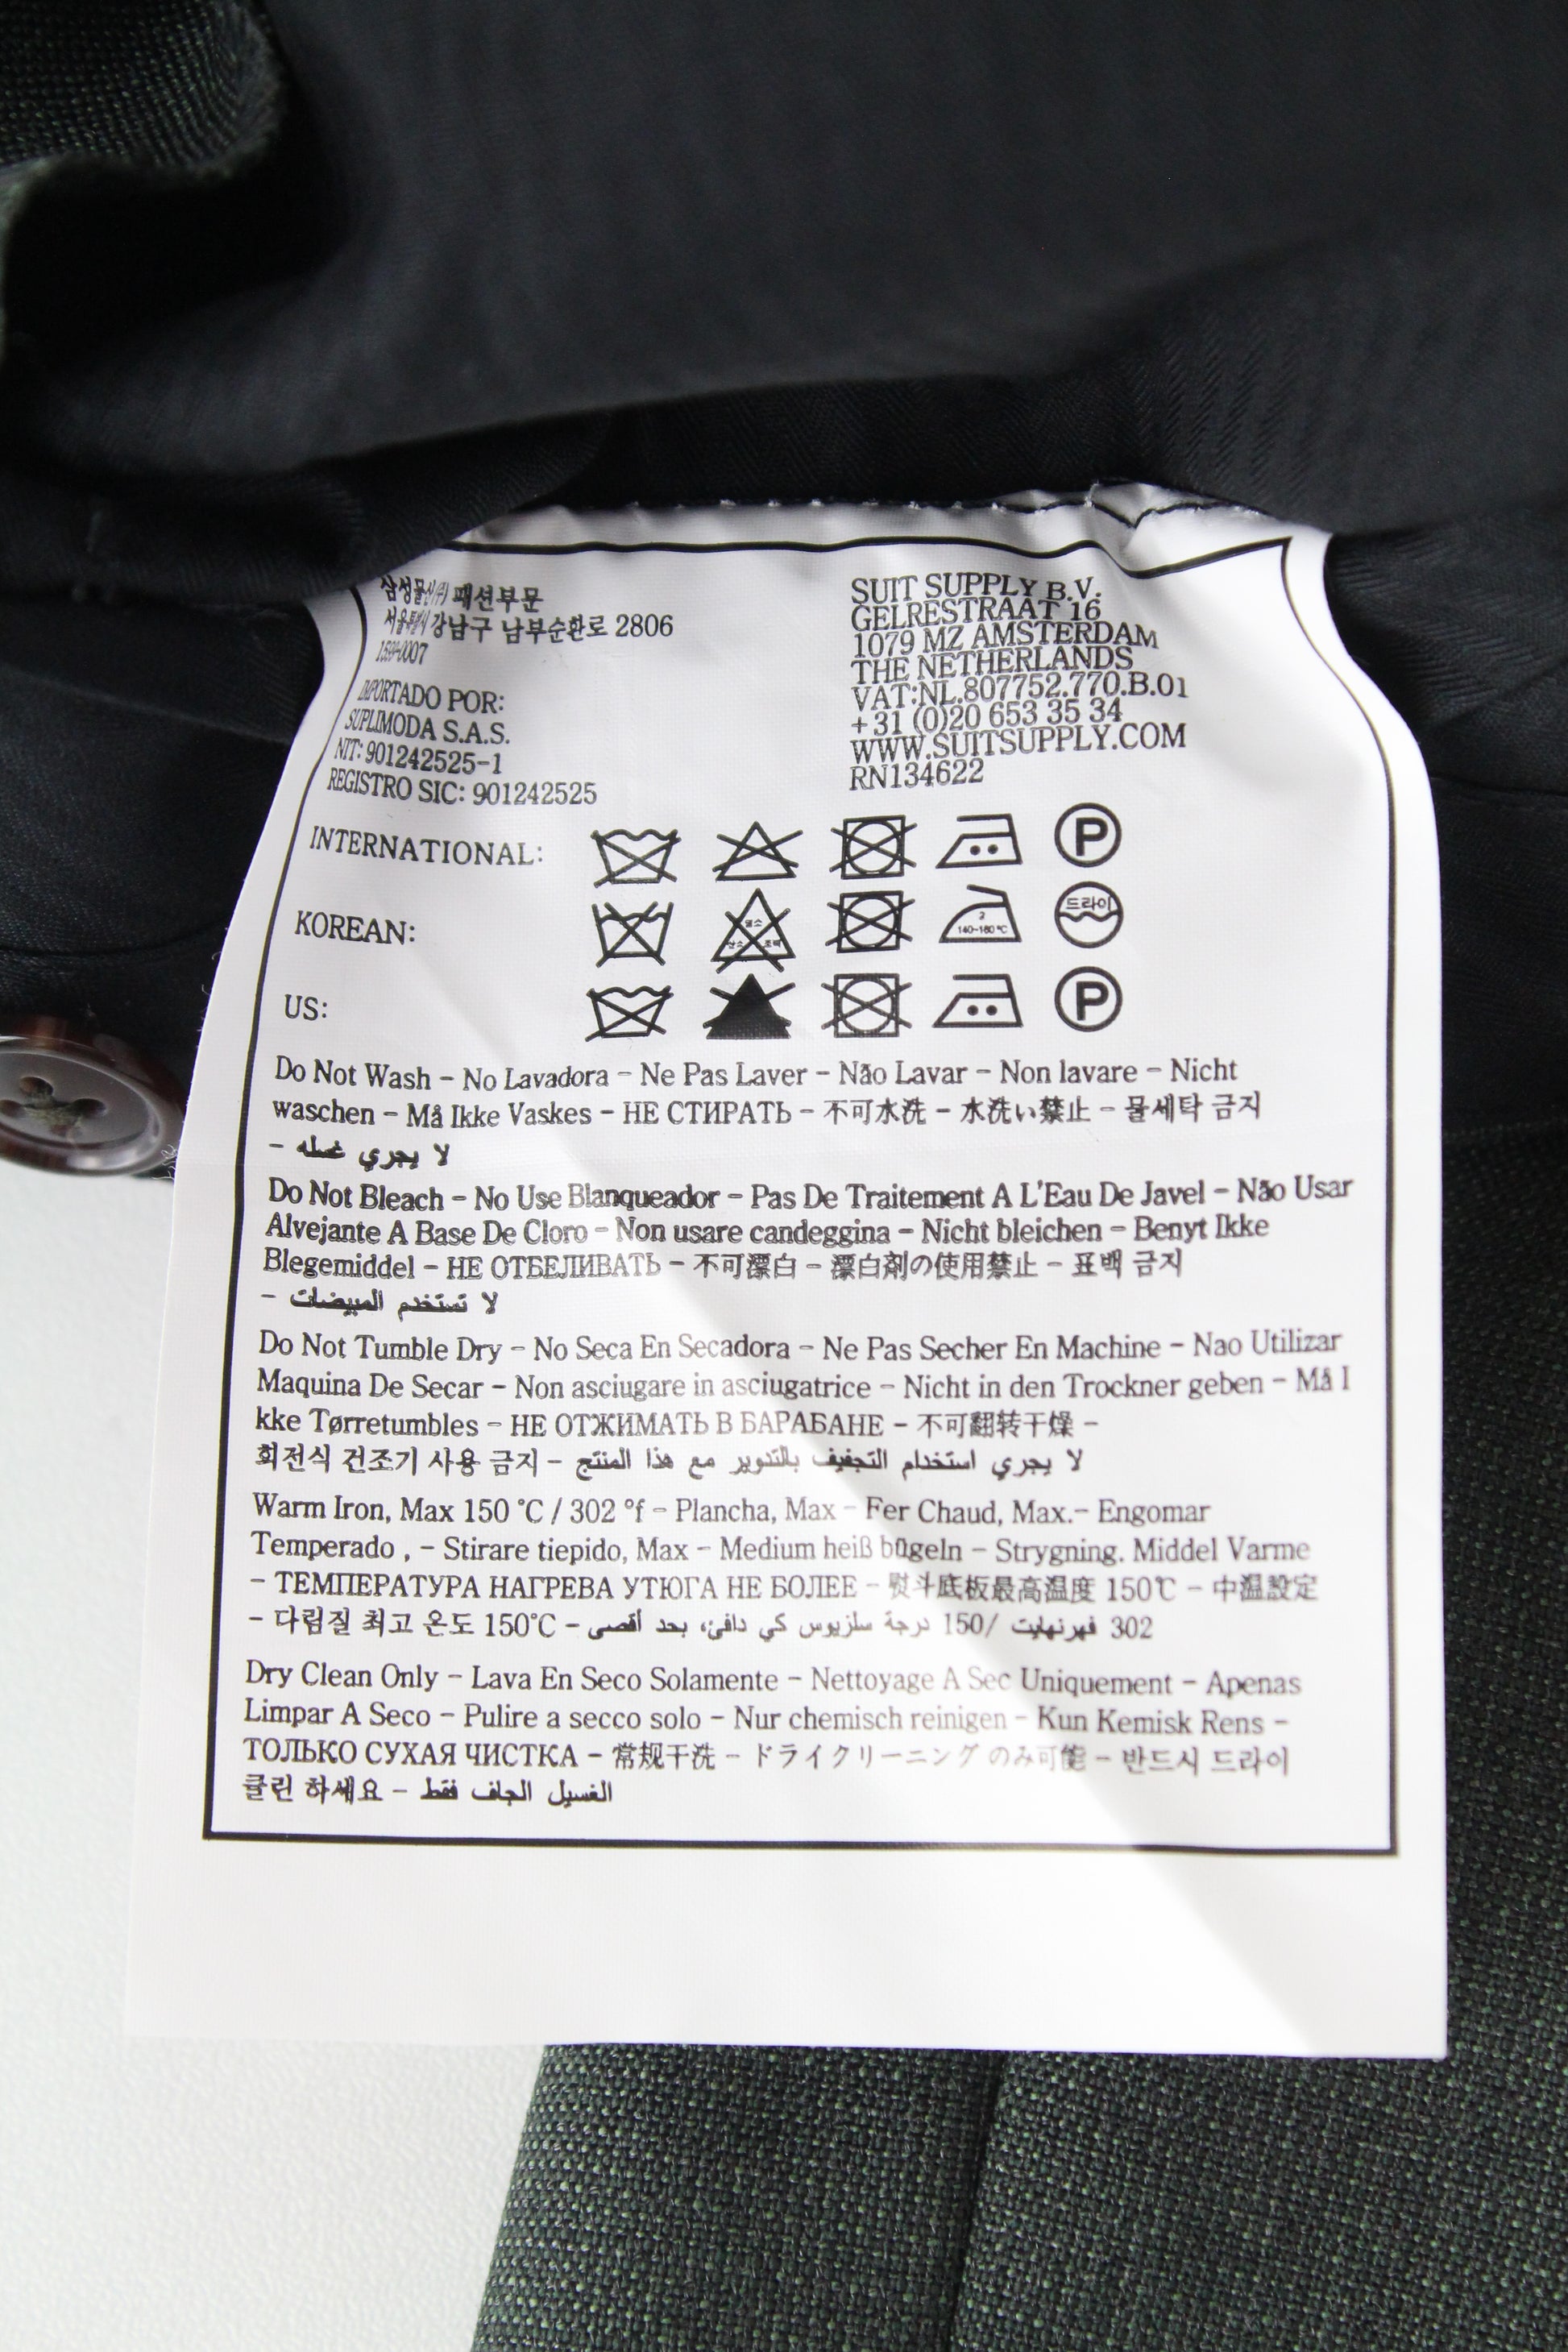 삼성물산(주) 패션부문
서울특별시 강남구 남부순환로 2806
1599-0007
IMPORTADO POR:
SUPLIMODA S.A.S.
NIT: 901242525-1
REGISTRO SIC: 901242525
SUIT SUPPLY B.V.
GELRESTRAAT 16
1079 MZ AMSTERDAM
THE NETHERLANDS
VAT:NL.807752.770.B.01
+31 (0)20 653 35 34
WWW.SUITSUPPLY.COM
RN134622
INTERNATIONAL:
P
KOREAN:
염소
산소 표백
2
140~160 °C
드라이
US:
P
Do Not Wash - No Lavadora - Ne Pas Laver - Não Lavar - Non lavare - Nicht
waschen - Må Ikke Vaskes - НЕ СТИРАТЬ - 不可水洗 - 水洗い禁止 - 물세탁 금지
- لا يجري غسله
Do Not Bleach - No Use Blanqueador - Pas De Traitement A L'Eau De Javel - Não Usar
Alvejante A Base De Cloro - Non usare candeggina - Nicht bleichen - Benyt Ikke
Blegemiddel - НЕ ОТБЕЛИВАТЬ - 不可漂白 - 漂白剤の使用禁止 - 표백 금지
- لا تستخدم المبيضات
Do Not Tumble Dry - No Seca En Secadora - Ne Pas Secher En Machine - Nao Utilizar
Maquina De Secar - Non asciugare in asciugatrice - Nicht in den Trockner geben - Må I
kke Tørretumbles - НЕ ОТЖИМАТЬ В БАРАБАНЕ - 不可翻转干燥 -
회전식 건조기 사용 금지 - لا يجري استخدام التجفيف بالتدوير مع هذا المنتج
Warm Iron, Max 150 °C / 302 °f - Plancha, Max - Fer Chaud, Max.- Engomar
Temperado , - Stirare tiepido, Max - Medium heiß bügeln - Strygning. Middel Varme
- ТЕМПЕРАТУРА НАГРЕВА УТЮГА НЕ БОЛЕЕ - 熨斗底板最高温度 150℃ - 中温設定
- 다림질 최고 온도 150℃ - 302 فهرنهايت /150 درجة سلزيوس كي دافئ، بحد أقصى
Dry Clean Only - Lava En Seco Solamente - Nettoyage A Sec Uniquement - Apenas
Limpar A Seco - Pulire a secco solo - Nur chemisch reinigen - Kun Kemisk Rens -
ТОЛЬКО СУХАЯ ЧИСТКА - 常规干洗 - ドライクリーニング のみ可能 - 반드시 드라이
클린 하세요 - الغسيل الجاف فقط